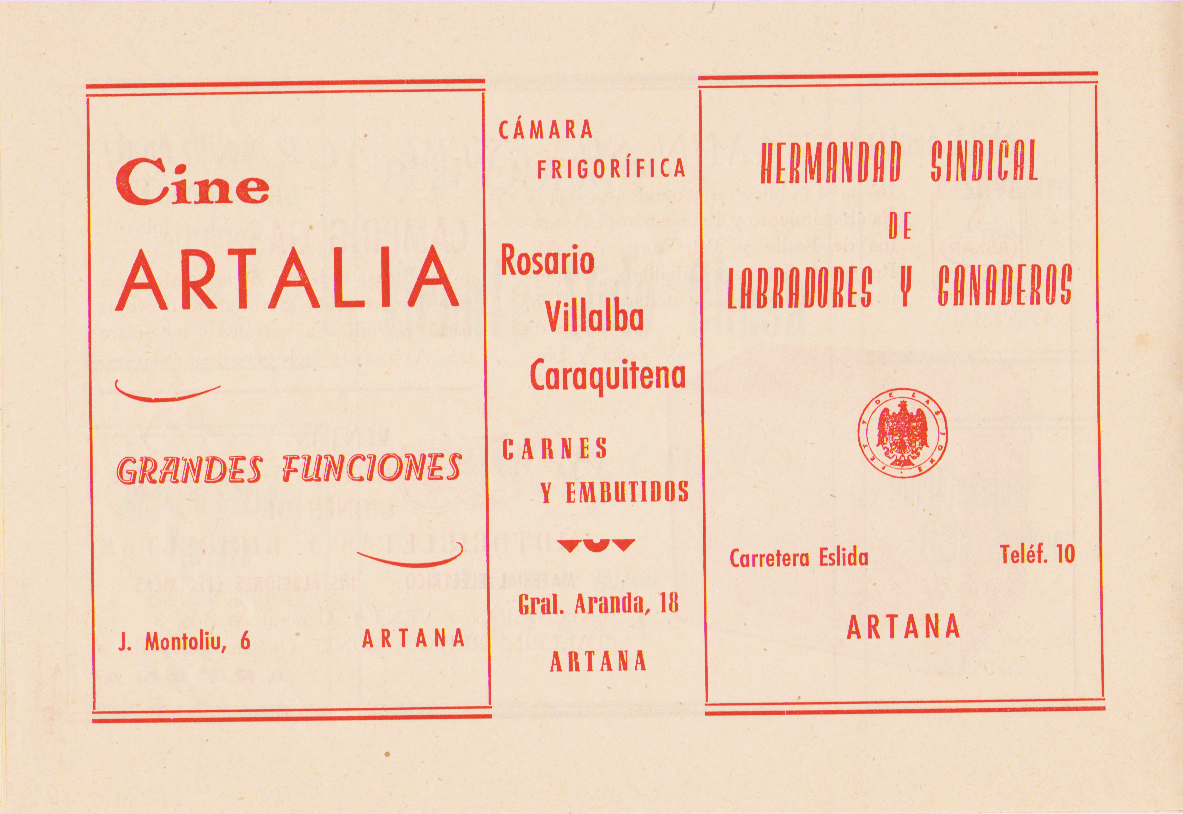 Cine
ARTALIA
GRANDES FUNCIONES
J. Montoliu, 6 ARTANA
CÁMARA
FRIGORÍFICA
Rosario
Villalba
Caraquitena
CARNES
Y EMBUTIDOS
Gral. Aranda, 18
ARTANA
HERMANDAD SINDICAL
DE
LABRADORES Y GANADEROS
Carretera Eslida Teléf. 10
ARTANA